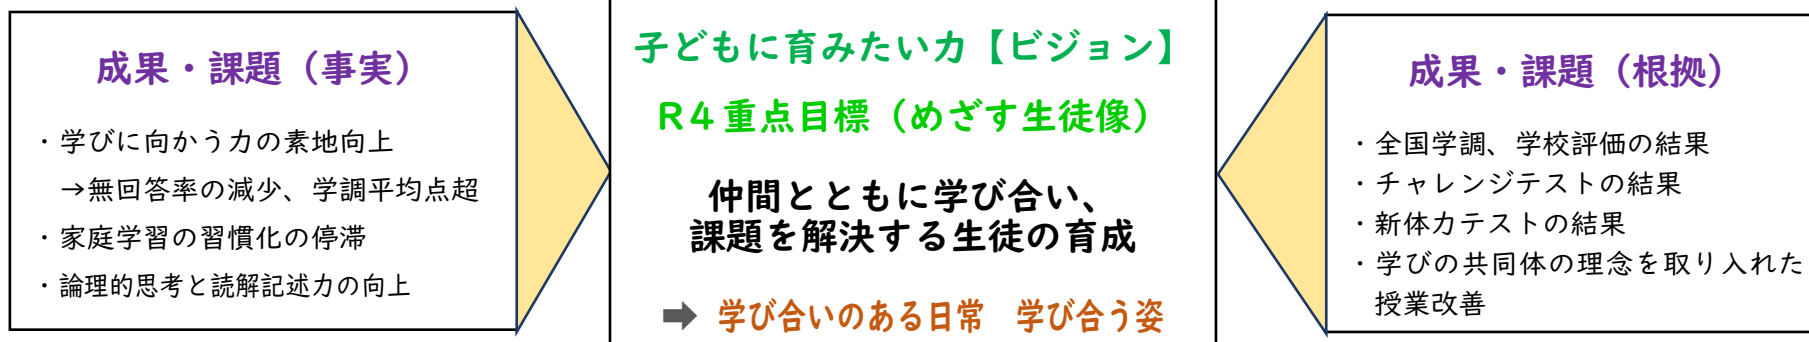 成果・課題（事実）
・学びに向かう力の素地向上
→無回答率の減少、学調平均点超
・家庭学習の習慣化の停滞
・論理的思考と読解記述力の向上
子どもに育みたい力【ビジョン】
R４重点目標（めざす生徒像）
仲間とともに学び合い、
課題を解決する生徒の育成
➡ 学び合いのある日常　学び合う姿
成果・課題（根拠）
・全国学調、学校評価の結果
・チャレンジテストの結果
・新体力テストの結果
・学びの共同体の理念を取り入れた
授業改善